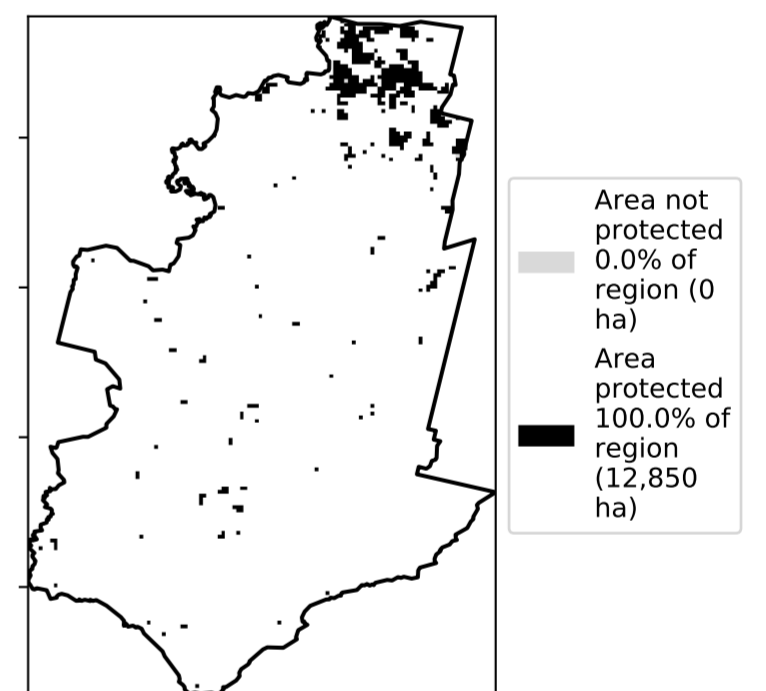 Area not
protected
0.0% of
region (0
ha)
Area
protected
100.0% of
region
(12,850
ha)